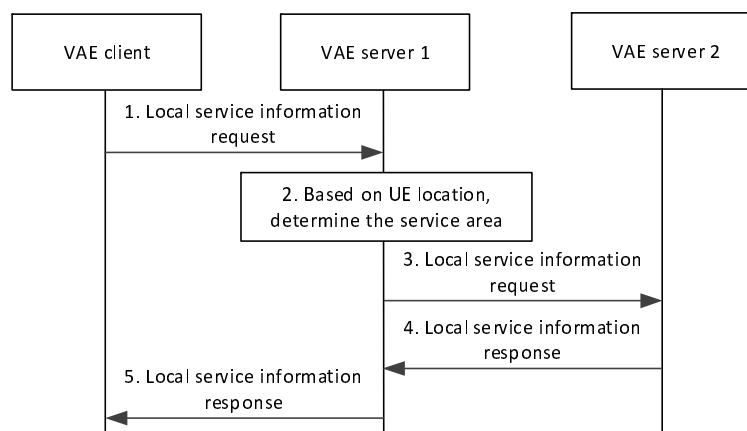 VAE client
VAE server 1
VAE server 2
1. Local service information
request
2. Based on UE location,
determine the service area
3. Local service information
request
4. Local service information
response
5. Local service information
response